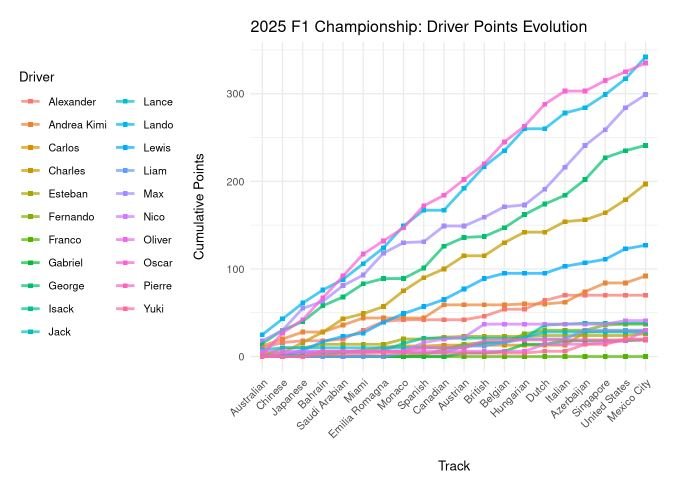 2025 F1 Championship: Driver Points Evolution
Driver
Alexander
Andrea Kimi
Carlos
Charles
Esteban
Fernando
Franco
Gabriel
George
Isack
Jack
Lance
Lando
Lewis
Liam
Max
Nico
Oliver
Oscar
Pierre
Yuki
Cumulative Points
300
200
100
0
Australian
Chinese
Japanese
Bahrain
Saudi Arabian
Miami
Emilia Romagna
Monaco
Spanish
Canadian
Austrian
British
Belgian
Hungarian
Dutch
Italian
Azerbaijan
Singapore
United States
Mexico City
Track